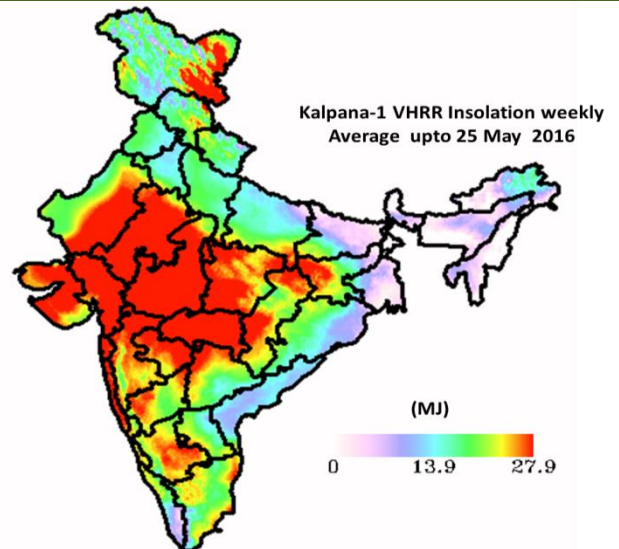 Kalpana-1 VHRR Insolation weekly
Average upto 25 May 2016
(MJ)
0 13.9 27.9